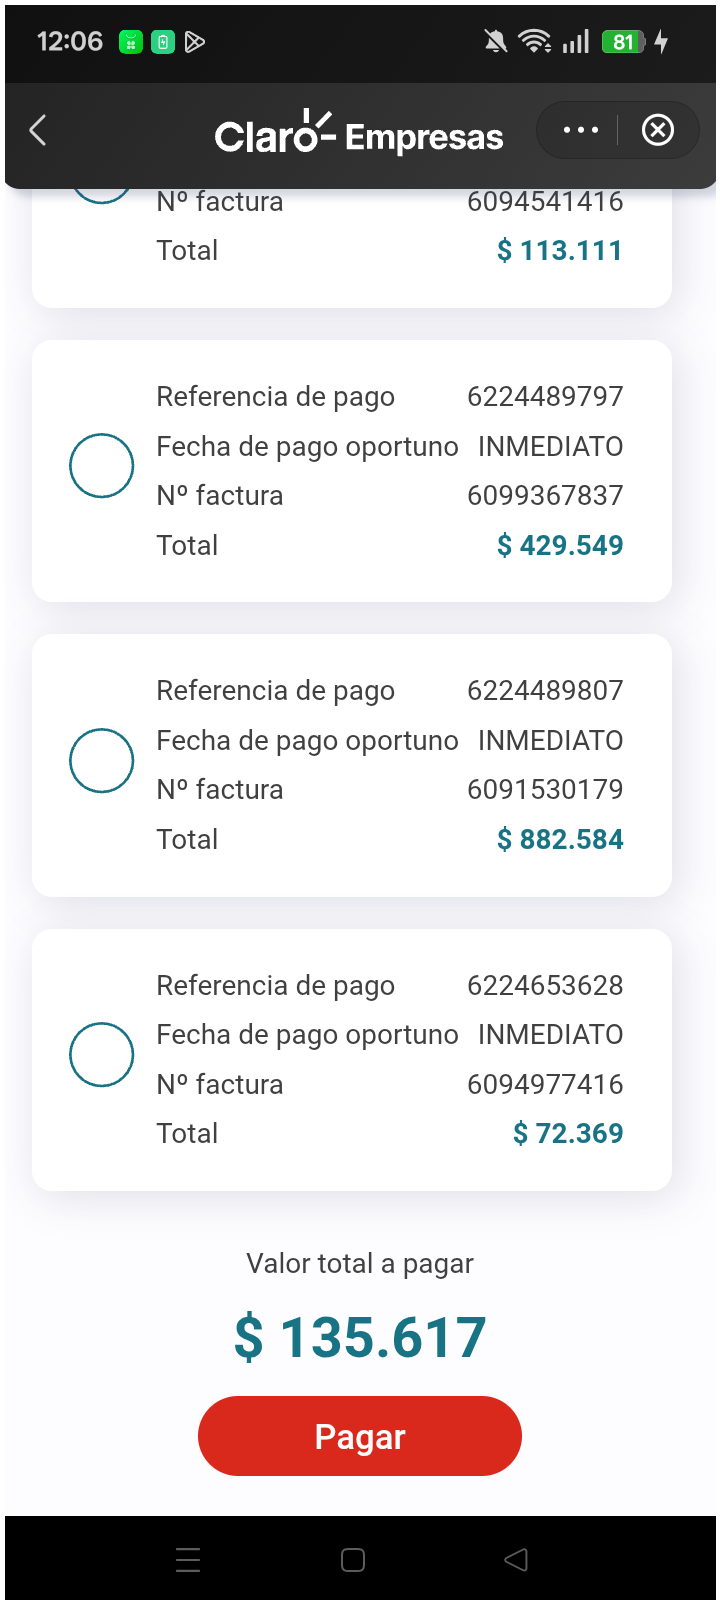 12:06 81
Claro- Empresas
Nº factura 6094541416
Total $ 113.111
Referencia de pago 6224489797
Fecha de pago oportuno INMEDIATO
Nº factura 6099367837
Total $ 429.549
Referencia de pago 6224489807
Fecha de pago oportuno INMEDIATO
Nº factura 6091530179
Total $ 882.584
Referencia de pago 6224653628
Fecha de pago oportuno INMEDIATO
Nº factura 6094977416
Total $ 72.369
Valor total a pagar
$ 135.617
Pagar